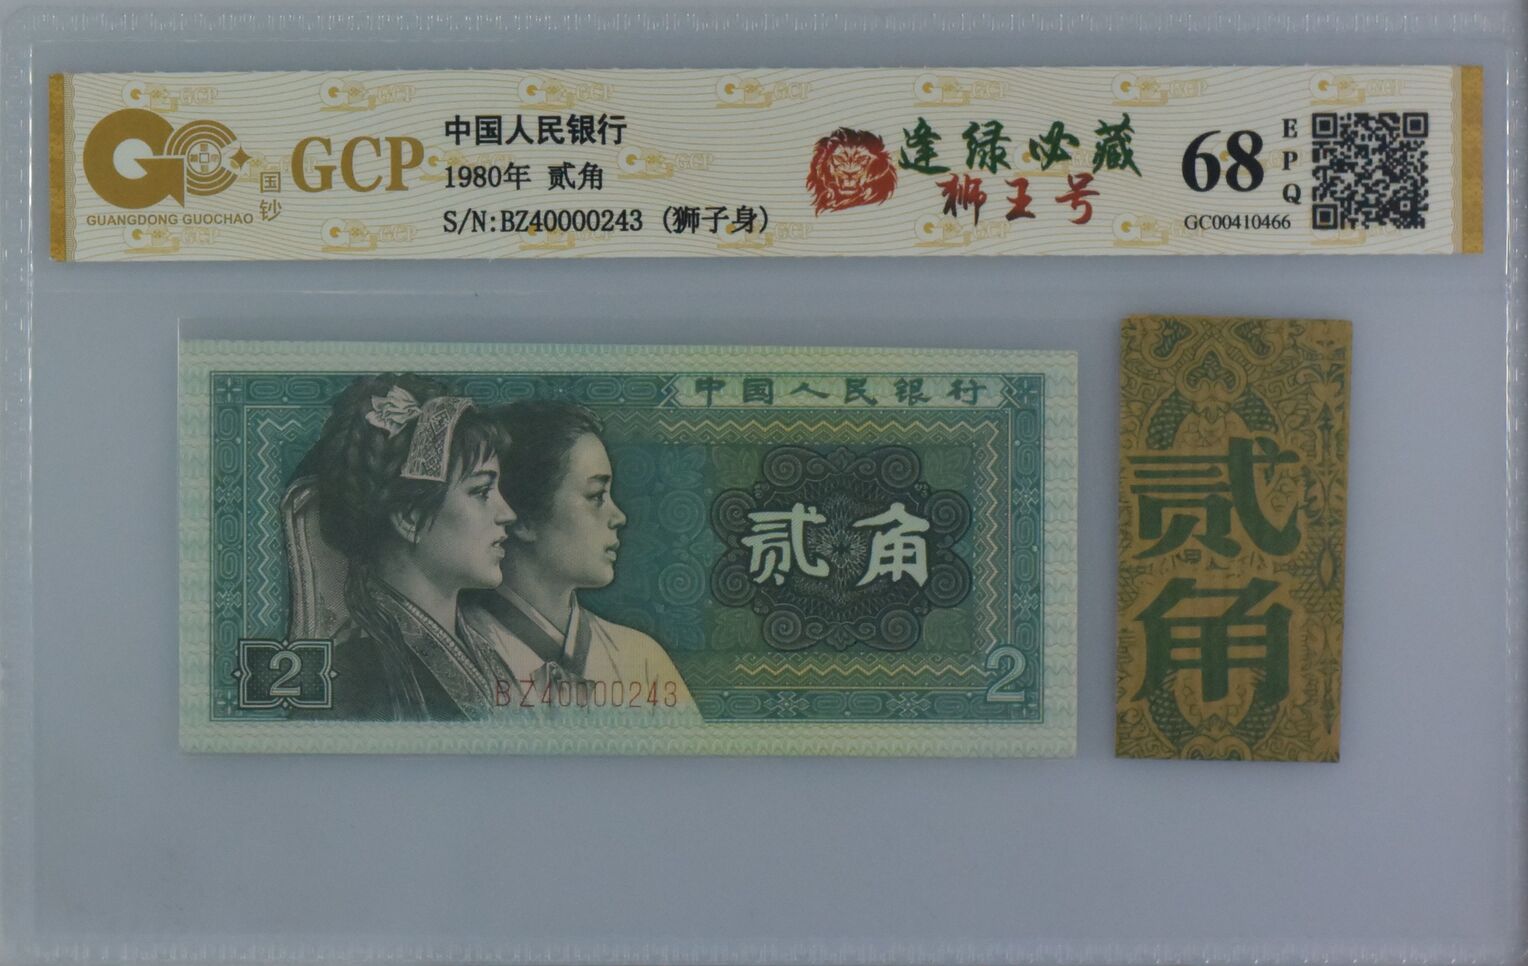 GCP
国钞
GUANGDONG GUOCHAO
中国人民银行
1980年 贰角
S/N:BZ40000243 (狮子身)
逢绿必藏
狮王号
68
EPQ
GC00410466
中国人民银行
贰角
2
BZ40000243
2
贰角